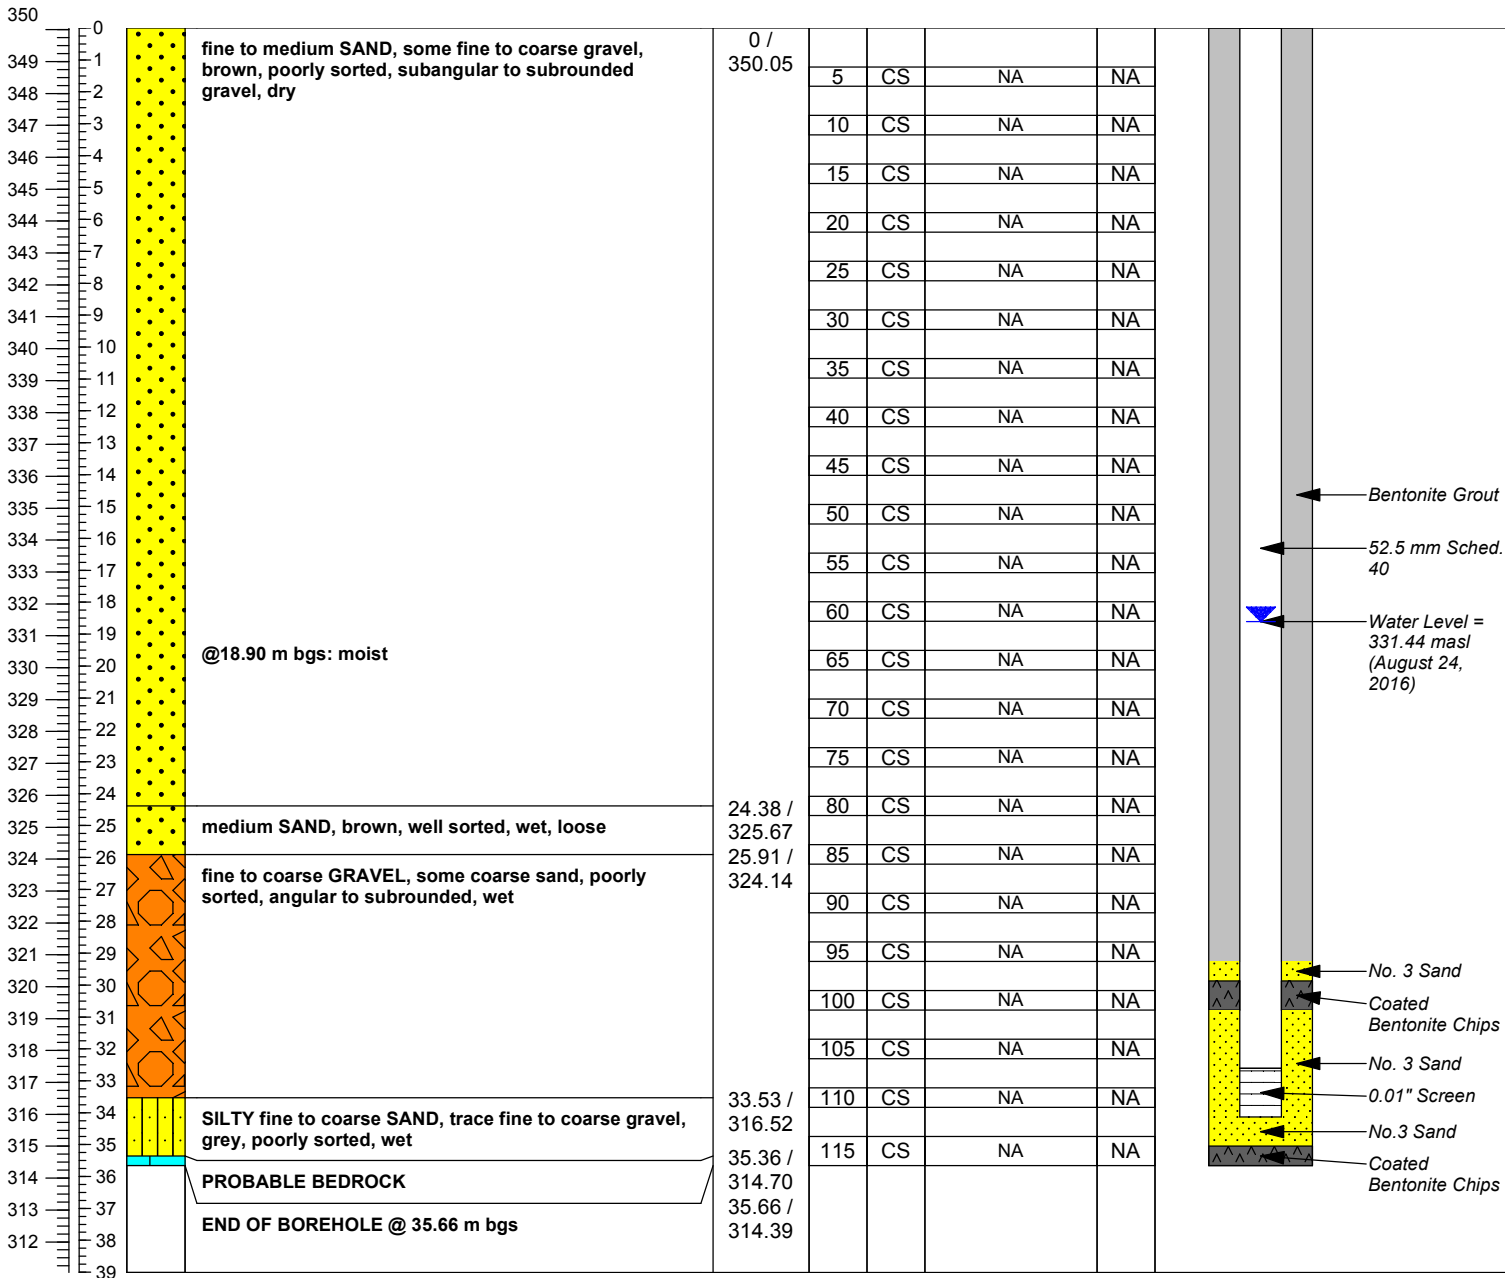 350
349
348
347
346
345
344
343
342
341
340
339
338
337
336
335
334
333
332
331
330
329
328
327
326
325
324
323
322
321
320
319
318
317
316
315
314
313
312
0
1
2
3
4
5
6
7
8
9
10
11
12
13
14
15
16
17
18
19
20
21
22
23
24
25
26
27
28
29
30
31
32
33
34
35
36
37
38
39
fine to medium SAND, some fine to coarse gravel,
brown, poorly sorted, subangular to subrounded
gravel, dry
@18.90 m bgs: moist
medium SAND, brown, well sorted, wet, loose
fine to coarse GRAVEL, some coarse sand, poorly
sorted, angular to subrounded, wet
SILTY fine to coarse SAND, trace fine to coarse gravel,
grey, poorly sorted, wet
PROBABLE BEDROCK
END OF BOREHOLE @ 35.66 m bgs
0 /
350.05
24.38 /
325.67
25.91 /
324.14
33.53 /
316.52
35.36 /
314.70
35.66 /
314.39
5 CS NA NA
10 CS NA NA
15 CS NA NA
20 CS NA NA
25 CS NA NA
30 CS NA NA
35 CS NA NA
40 CS NA NA
45 CS NA NA
50 CS NA NA
55 CS NA NA
60 CS NA NA
65 CS NA NA
70 CS NA NA
75 CS NA NA
80 CS NA NA
85 CS NA NA
90 CS NA NA
95 CS NA NA
100 CS NA NA
105 CS NA NA
110 CS NA NA
115 CS NA NA
Bentonite Grout
52.5 mm Sched.
40
Water Level =
331.44 masl
(August 24,
2016)
No. 3 Sand
Coated
Bentonite Chips
No. 3 Sand
0.01" Screen
No.3 Sand
Coated
Bentonite Chips